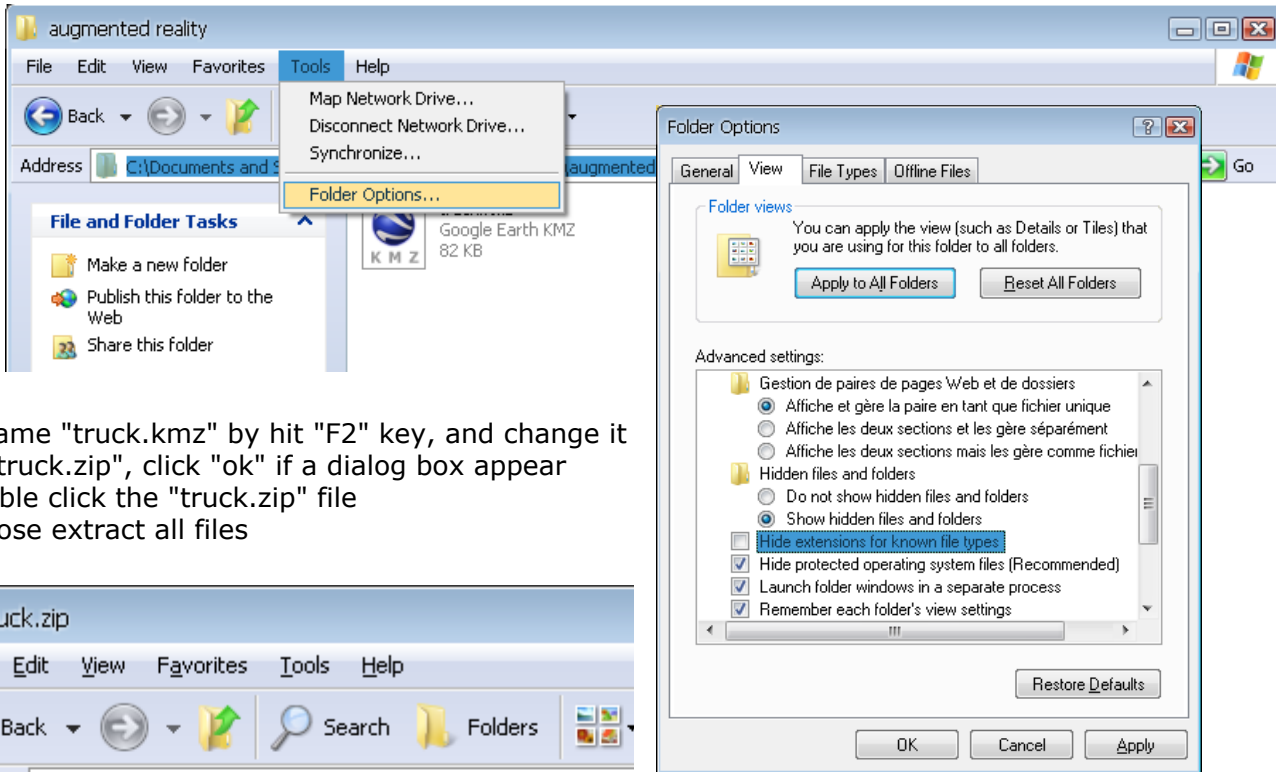 augmented reality
File Edit View Favorites Tools Help
Back
Map Network Drive...
Disconnect Network Drive...
Synchronize...
Folder Options...
Address C:\Documents and \augmented Go
File and Folder Tasks
Make a new folder
Publish this folder to the
Web
Share this folder
Google Earth KMZ
82 KB
KMZ
Folder Options
General View File Types Offline Files
Folder views
You can apply the view (such as Details or Tiles) that
you are using for this folder to all folders.
Apply to All Folders Reset All Folders
Advanced settings:
Gestion de paires de pages Web et de dossiers
Affiche et gère la paire en tant que fichier unique
Affiche les deux sections et les gère séparément
Affiche les deux sections mais les gère comme fichier
Hidden files and folders
Do not show hidden files and folders
Show hidden files and folders
Hide extensions for known file types
Hide protected operating system files (Recommended)
Launch folder windows in a separate process
Remember each folder's view settings
Restore Defaults
OK Cancel Apply
ame "truck.kmz" by hit "F2" key, and change it
truck.zip", click "ok" if a dialog box appear
ble click the "truck.zip" file
ose extract all files
uck.zip
Edit View Favorites Tools Help
Back Search Folders